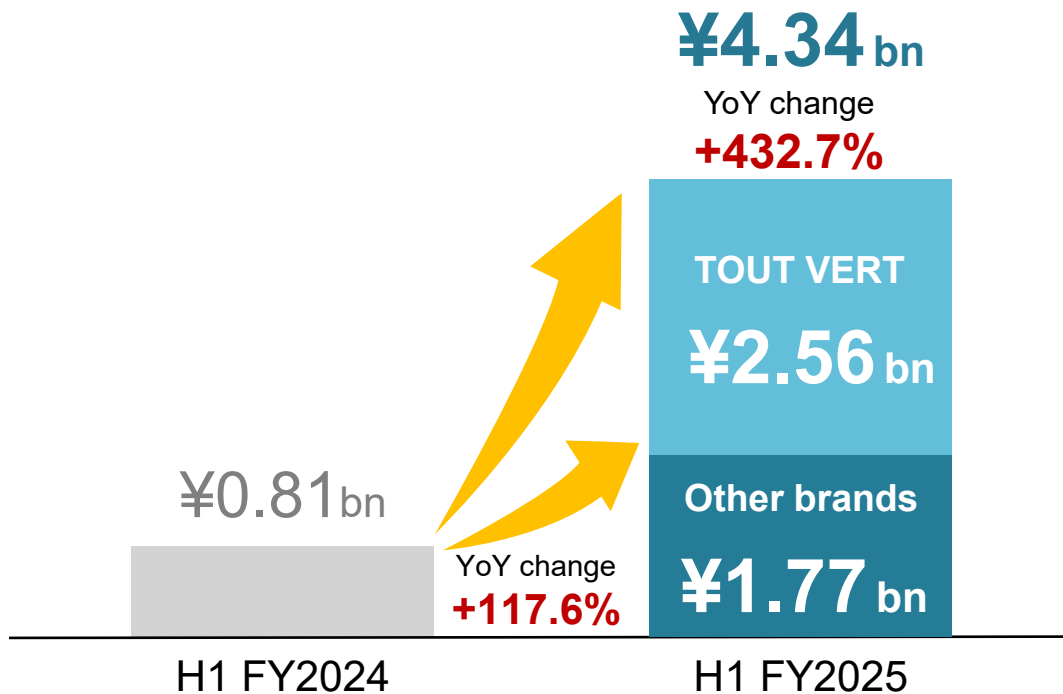 ¥4.34 bn
YoY change
+432.7%
TOUT VERT
¥2.56 bn
¥0.81bn
Other brands
¥1.77 bn
YoY change
+117.6%
H1 FY2024
H1 FY2025